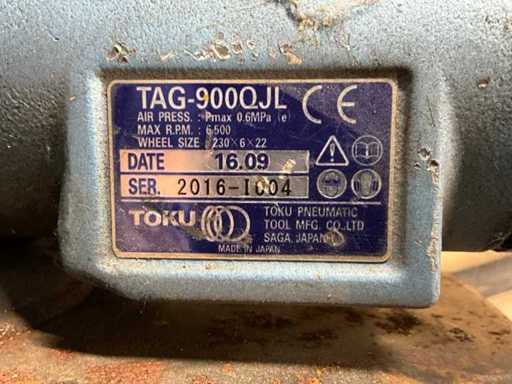 TAG-900QJL CE
AIR PRESS. : Pmax 0.6MPa (e)
MAX R.P.M. : 6500
WHEEL SIZE : 230×6×22
DATE 16.09
SER. 2016-I004
TOKU
TOKU PNEUMATIC
TOOL MFG. CO.,LTD
SAGA. JAPAN
MADE IN JAPAN